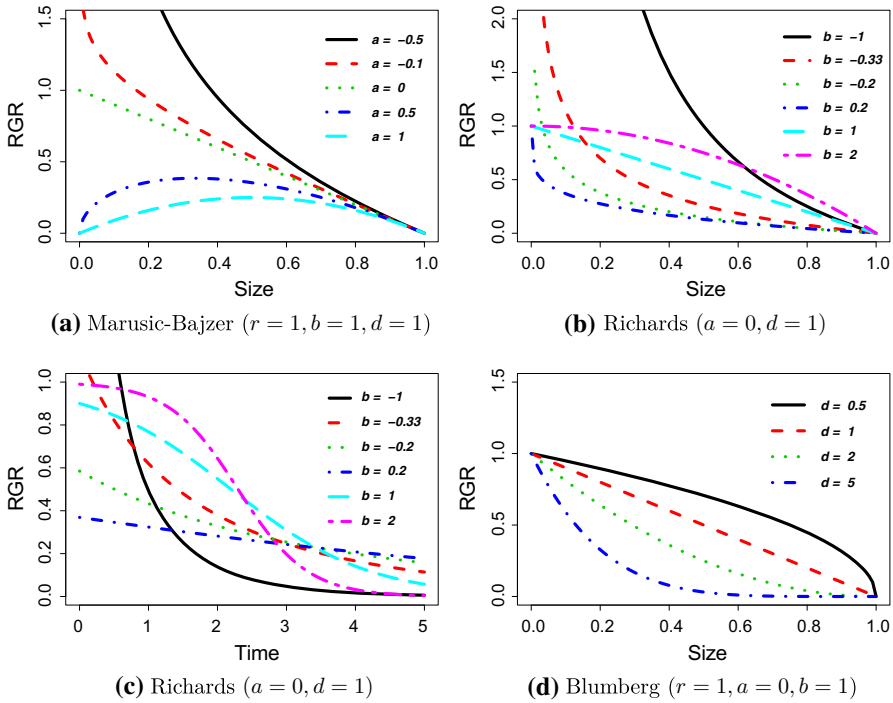 RGR
0.0 0.5 1.0 1.5
0.0 0.2 0.4 0.6 0.8 1.0
Size
a = −0.5
a = −0.1
a = 0
a = 0.5
a = 1
(a) Marusic-Bajzer (r = 1, b = 1, d = 1)
RGR
0.0 0.5 1.0 1.5 2.0
0.0 0.2 0.4 0.6 0.8 1.0
Size
b = −1
b = −0.33
b = −0.2
b = 0.2
b = 1
b = 2
(b) Richards (a = 0, d = 1)
RGR
0.0 0.2 0.4 0.6 0.8 1.0
0 1 2 3 4 5
Time
b = −1
b = −0.33
b = −0.2
b = 0.2
b = 1
b = 2
(c) Richards (a = 0, d = 1)
RGR
0.0 0.5 1.0 1.5
0.0 0.2 0.4 0.6 0.8 1.0
Size
d = 0.5
d = 1
d = 2
d = 5
(d) Blumberg (r = 1, a = 0, b = 1)